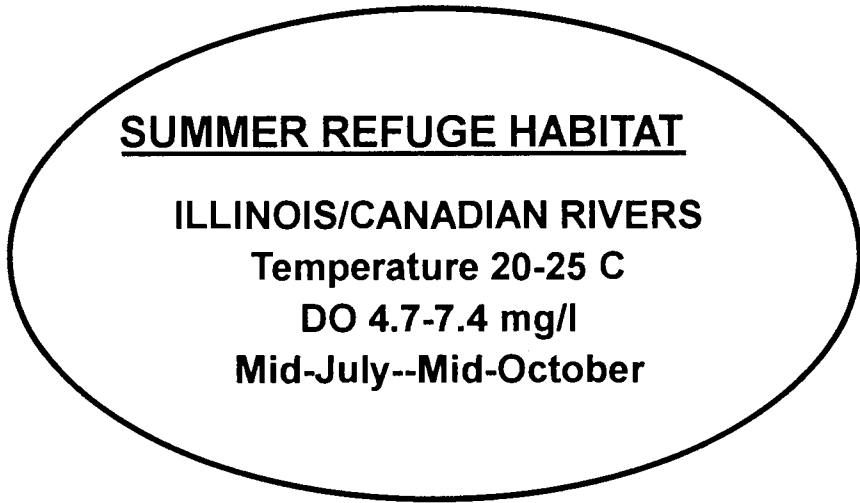 SUMMER REFUGE HABITAT
ILLINOIS/CANADIAN RIVERS
Temperature 20-25 C
DO 4.7-7.4 mg/l
Mid-July--Mid-October